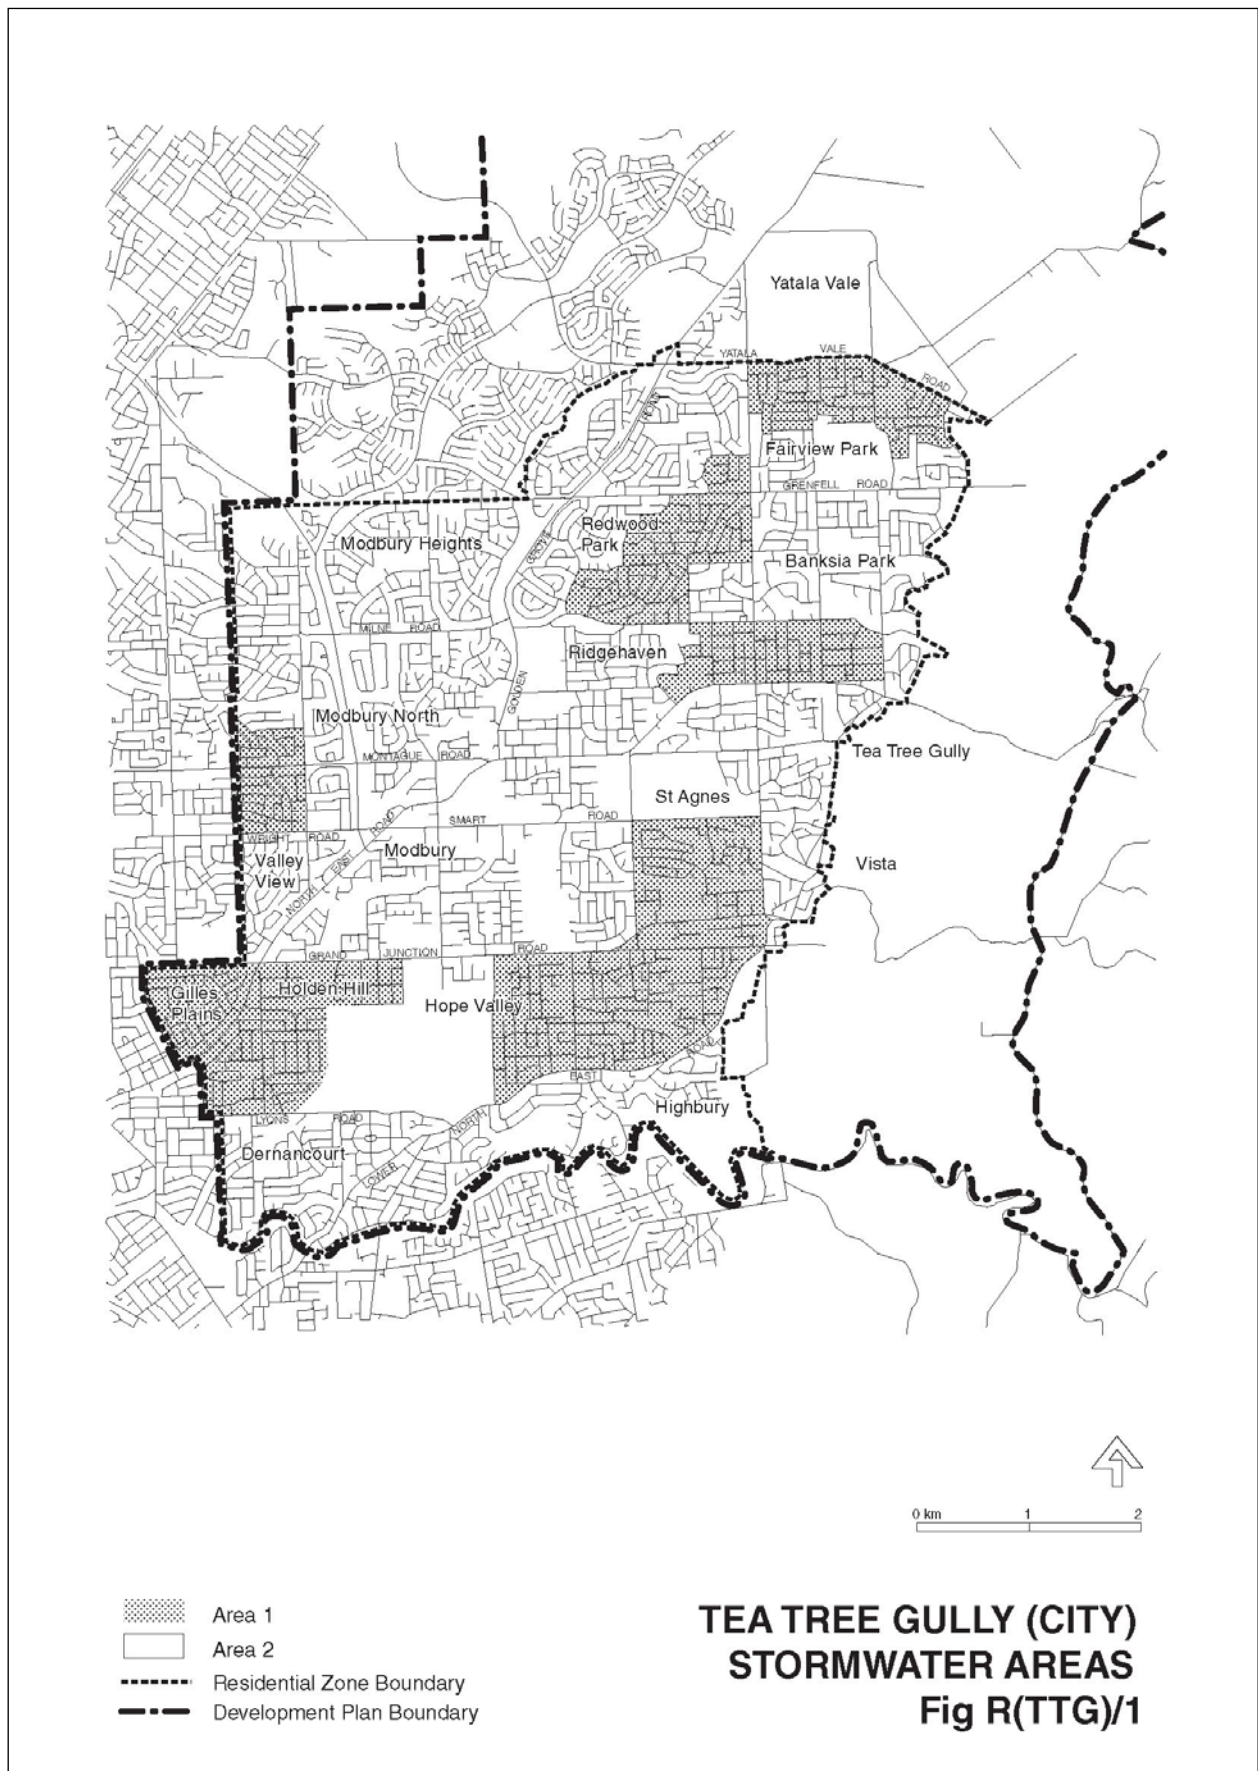 Yatala Vale
YATALA
VALE
ROAD
ROAD
Fairview Park
GRENFELL ROAD
Redwood
Park
GROVE
Modbury Heights
Banksia Park
MILNE ROAD
Ridgehaven
GOLDEN
Modbury North
MONTAGUE ROAD
Tea Tree Gully
St Agnes
SMART
ROAD
WRIGHT ROAD
Modbury
Valley
View
NORTH EAST ROAD
Vista
GRAND JUNCTION ROAD
Gilles
Plains
Holden Hill
Hope Valley
ROAD
EAST
NORTH
LOWER
Highbury
LYONS ROAD
Dernancourt
0 km 1 2
Area 1
Area 2
Residential Zone Boundary
Development Plan Boundary
TEA TREE GULLY (CITY)
STORMWATER AREAS
Fig R(TTG)/1